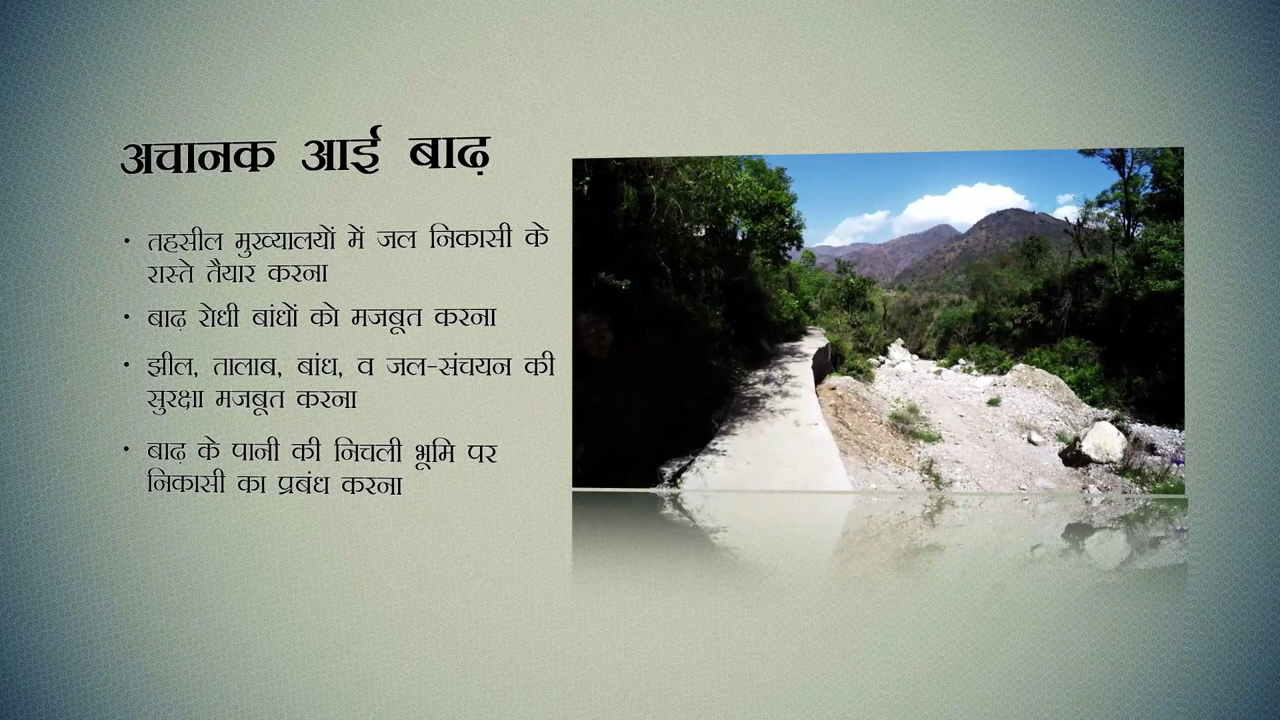 अचानक आई बाढ़
• तहसील मुख्यालयों में जल निकासी के
रास्ते तैयार करना
• बाढ़ रोधी बांधों को मजबूत करना
• झील, तालाब, बांध, व जल-संचयन की
सुरक्षा मजबूत करना
• बाढ़ के पानी की निचली भूमि पर
निकासी का प्रबंध करना